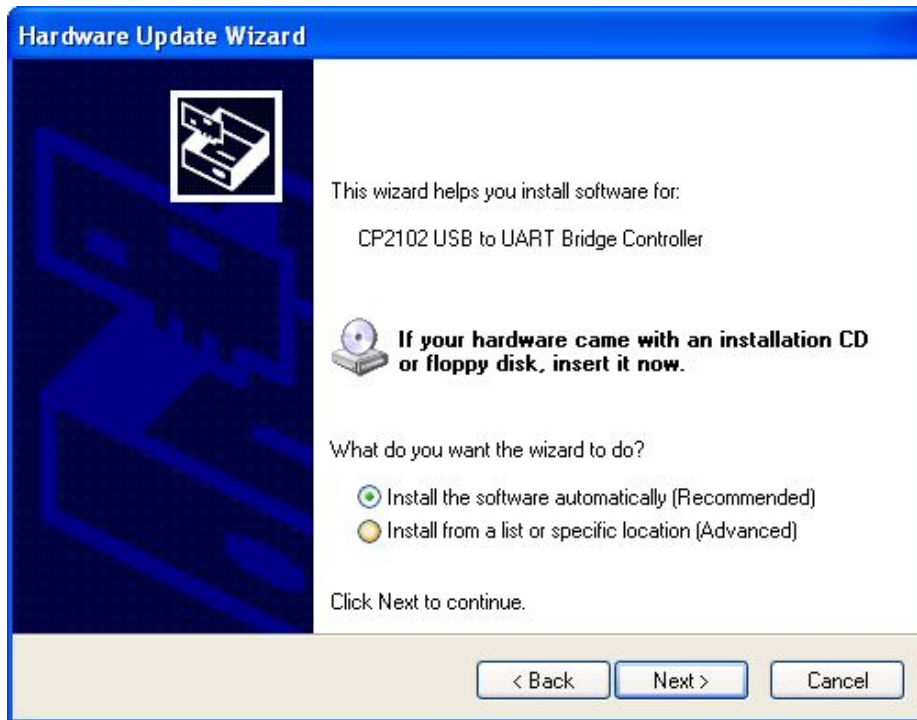 Hardware Update Wizard
This wizard helps you install software for:
CP2102 USB to UART Bridge Controller
If your hardware came with an installation CD
or floppy disk, insert it now.
What do you want the wizard to do?
Install the software automatically (Recommended)
Install from a list or specific location (Advanced)
Click Next to continue.
< Back
Next >
Cancel